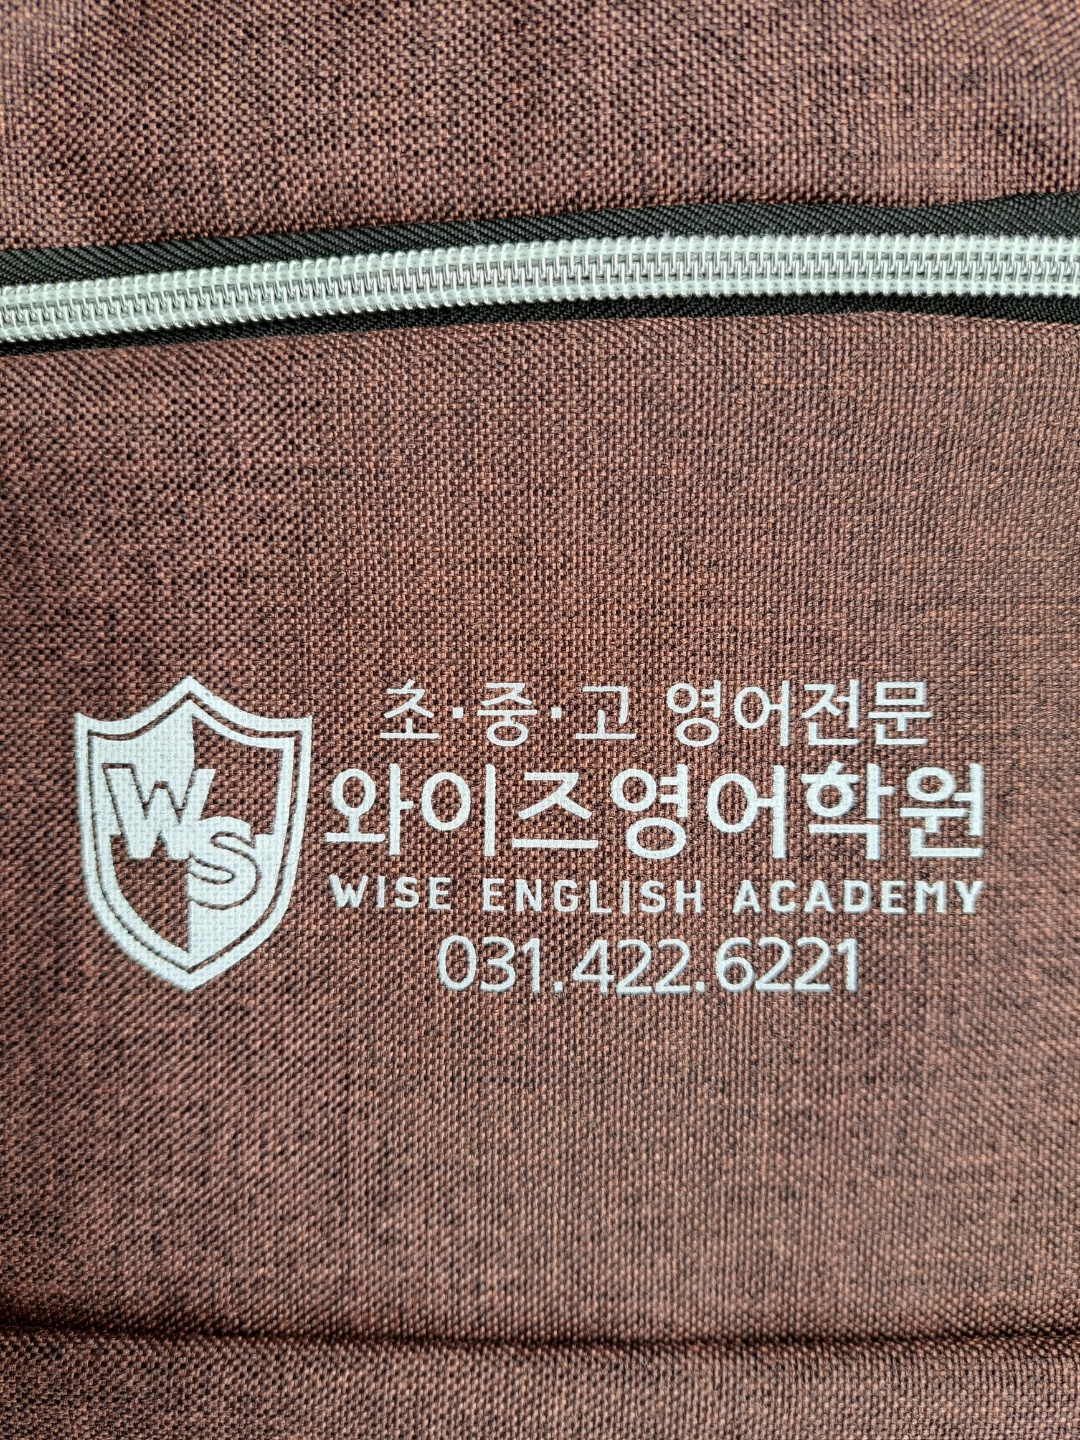 WS
초·중·고 영어전문
와이즈영어학원
WISE ENGLISH ACADEMY
031.422.6221